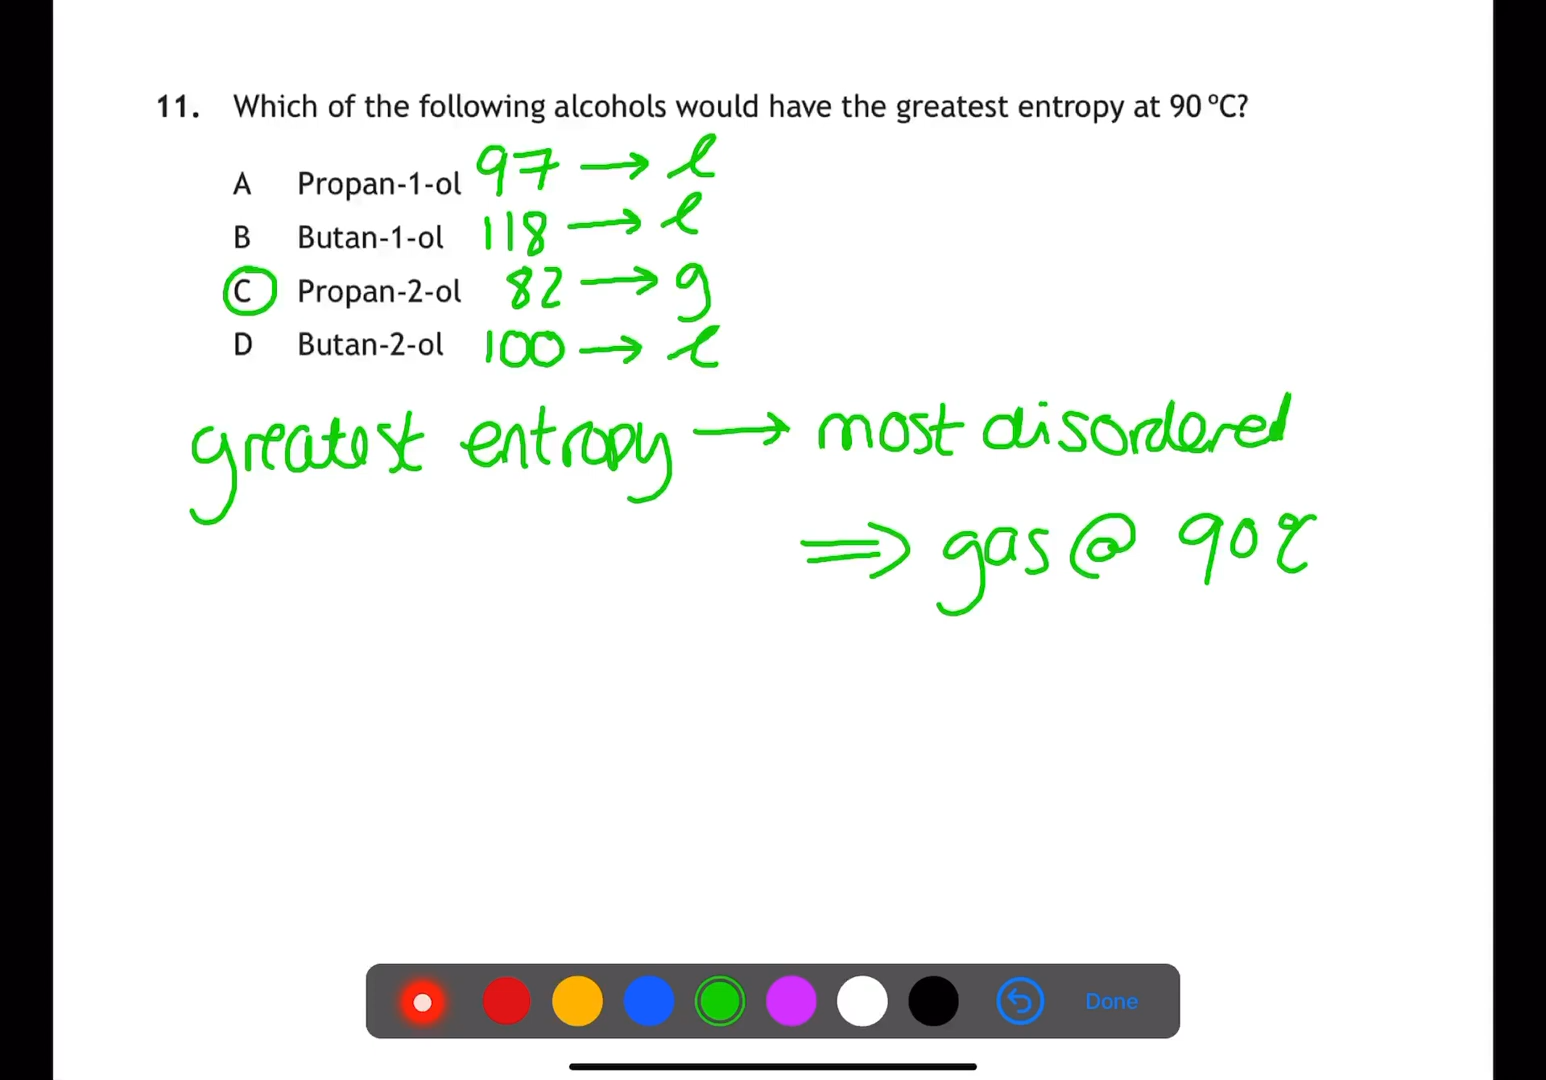 11. Which of the following alcohols would have the greatest entropy at 90 °C?
A Propan-1-ol 97 → l
B Butan-1-ol 118 → l
C Propan-2-ol 82 → g
D Butan-2-ol 100 → l
greatest entropy → most disordered
⇒ gas @ 90°C
Done